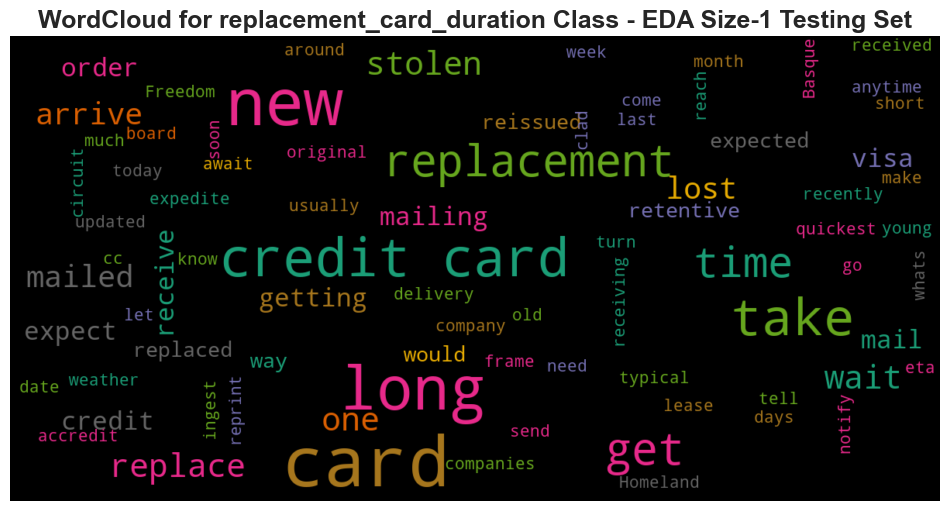 WordCloud for replacement_card_duration Class - EDA Size-1 Testing Set
around
week
received
order
stolen
month
Basque
Freedom
new
reach
anytime
arrive
come
short
much
board
soon
reissued
clad
last
expected
original
replacement
visa
circuit
today
await
lost
make
expedite
usually
retentive
recently
updated
mailing
quickest
young
cc
know
credit card
turn
time
go
whats
mailed
receive
getting
delivery
receiving
let
old
take
expect
company
replaced
way
would
frame
need
mail
date
weather
long
typical
wait
eta
ingest
reprint
credit
one
lease
tell
days
notify
accredit
send
replace
card
companies
get
Homeland